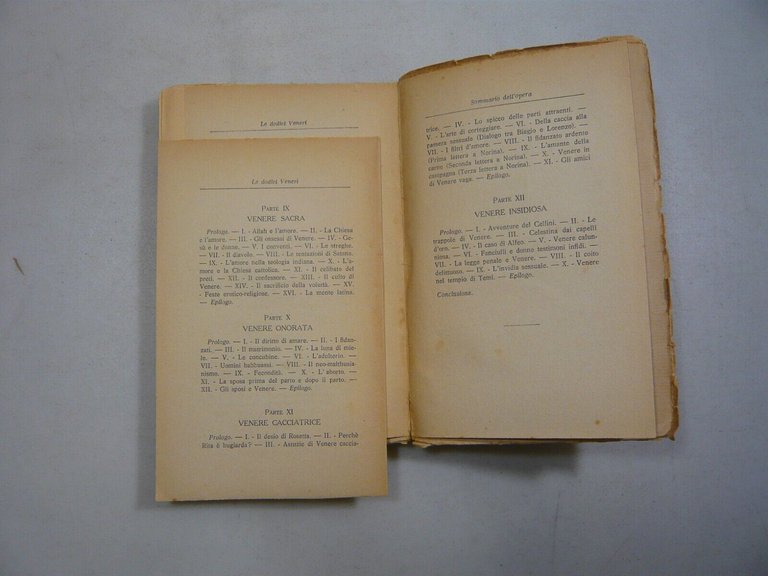 Le dodici Veneri
Le dodici Veneri
PARTE IX
VENERE SACRA
Prologo. — I. - Allah e l'amore. — II. - La Chiesa
e l'amore. — III. - Gli ossessi di Venere. — IV. - Ge-
sù e le donne. — V. I conventi. — VI. - Le streghe.
— VII. - Il diavolo. — VIII. - Le tentazioni di Satana.
— IX. - L'amore nella teologia indiana. — X. - L'a-
more e la Chiesa cattolica. — XI. - Il celibato dei
preti. — XII. - Il confessore. — XIII. - Il culto di
Venere. — XIV. - Il sacrificio della voluttà. — XV.
- Feste erotico-religiose. — XVI. - La mente latina.
— Epilogo.
PARTE X
VENERE ONORATA
Prologo. — I. - Il diritto di amare. — II. - I fidan-
zati. — III. - Il matrimonio. — IV. - La luna di mie-
le. — V. - Le concubine. — VI. - L'adulterio. —
VII. - Uomini babbuassi. — VIII. - Il neo-malthusia-
nismo. — IX. - Fecondità. — X. - L'aborto. —
XI. - La sposa prima del parto e dopo il parto. —
XII. - Gli sposi e Venere. — Epilogo.
PARTE XI
VENERE CACCIATRICE
Prologo. — I. - Il desio di Rosetta. — II. - Perchè
Rita è bugiarda? — III. - Astuzie di Venere caccia-
Sommario dell'opera
trice. — IV. - Lo spicco delle parti attraenti. —
V. - L'arte di corteggiare. — VI. - Della caccia alla
pantera sessuale (Dialogo tra Biagio e Lorenzo). —
VII. - I filtri d'amore. — VIII. - Il fidanzato ardente
(Prima lettera a Norina). — IX. - L'amante della
carne (Seconda lettera a Norina). — X. - Venere in
campagna (Terza lettera a Norina). — XI. - Gli amici
di Venere vaga. — Epilogo.
PARTE XII
VENERE INSIDIOSA
Prologo. — I. - Avventure del Cellini. — II. - Le
trappole di Venere. — III. - Celestina dai capelli
d'oro. — IV. - Il caso di Alfeo. — V. - Venere calun-
niosa. — VI. - Fanciulli e donne testimoni infidi. —
VII. - La legge penale e Venere. — VIII. - Il coito
delittuoso. — IX. - L'invidia sessuale. — X. - Venere
nel tempio di Temi. — Epilogo.
Conclusione.